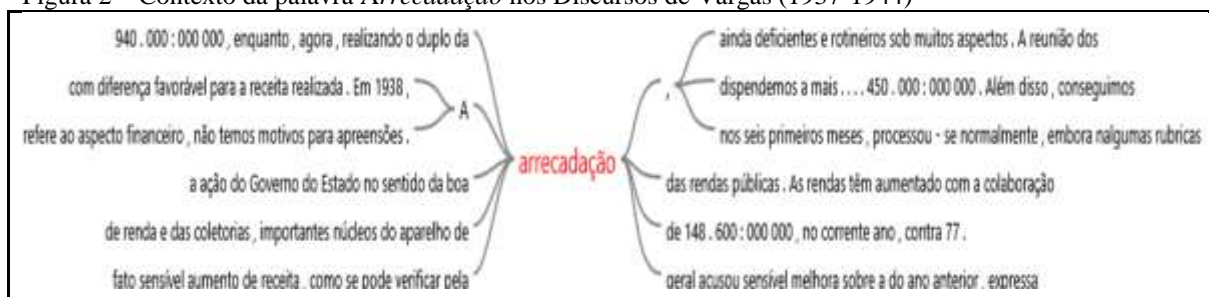 Figura 2 – Contexto da palavra Arrecadação nos Discursos de Vargas (1937-1944)
940 . 000 : 000 000 , enquanto , agora , realizando o duplo da
com diferença favorável para a receita realizada . Em 1938 ,
A
refere ao aspecto financeiro , não temos motivos para apreensões .
a ação do Governo do Estado no sentido da boa
de renda e das coletorias , importantes núcleos do aparelho de
fato sensível aumento de receita , como se pode verificar pela
arrecadação
ainda deficientes e rotineiros sob muitos aspectos . A reunião dos
,
dispendemos a mais . . . . 450 . 000 : 000 000 . Além disso , conseguimos
nos seis primeiros meses , processou - se normalmente , embora nalgumas rubricas
das rendas públicas . As rendas têm aumentado com a colaboração
de 148 . 600 : 000 000 , no corrente ano , contra 77 .
geral acusou sensível melhora sobre a do ano anterior , expressa